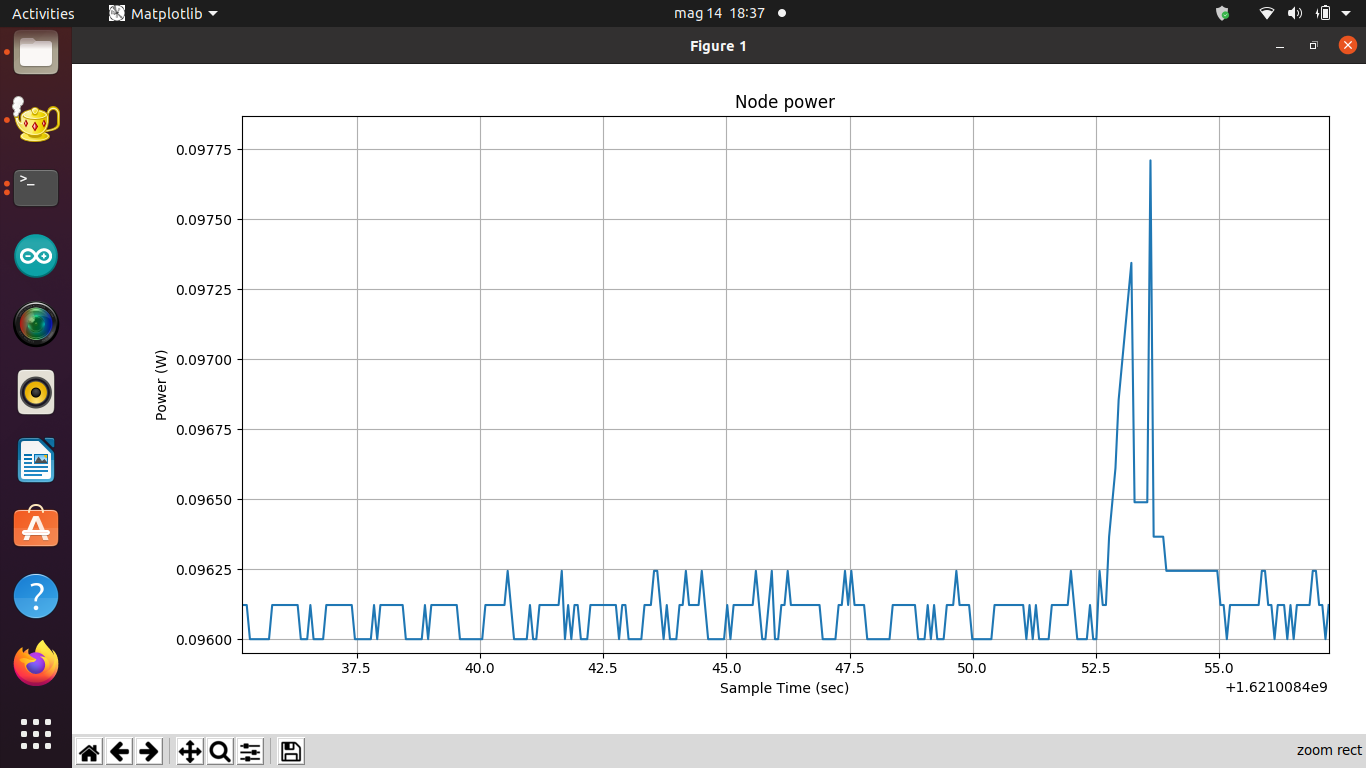 Activities
Matplotlib
mag 14 18:37
Figure 1
>_
Node power
0.09775
0.09750
0.09725
0.09700
0.09675
0.09650
0.09625
0.09600
Power (W)
37.5
40.0
42.5
45.0
47.5
50.0
52.5
55.0
Sample Time (sec)
+1.6210084e9
A
?
zoom rect